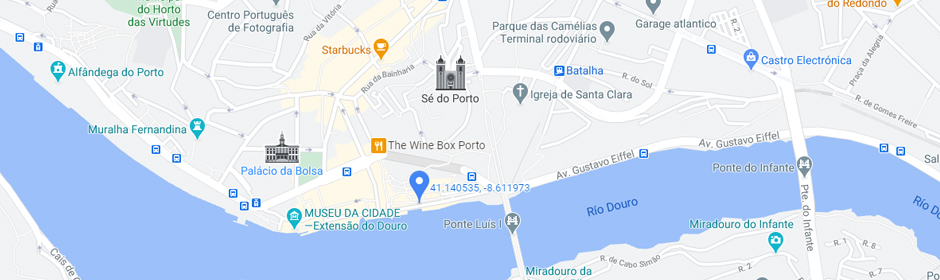 do Horto
das Virtudes
Centro Português
de Fotografia
Rua da Vitória
Starbucks
Rua da Bainharia
Parque das Camélias
Terminal rodoviário
Garage atlantico
R. 2
do Redondo
Praça da Alegria
Alfândega do Porto
Sé do Porto
Batalha
R. do Sol
Castro Electrónica
Igreja de Santa Clara
R. de Gomes Freire
Muralha Fernandina
Palácio da Bolsa
The Wine Box Porto
Av. Gustavo Eiffel
Av. Gustavo Eiffel
Ponte do Infante
Pte. do Infante
41.140535, -8.611973
MUSEU DA CIDADE
—Extensão do Douro
Ponte Luís I
Rio Douro
Miradouro do Infante
R. 1
R. 8
R. 2
R. de Cabo Simão
Miradouro da
Cais de G